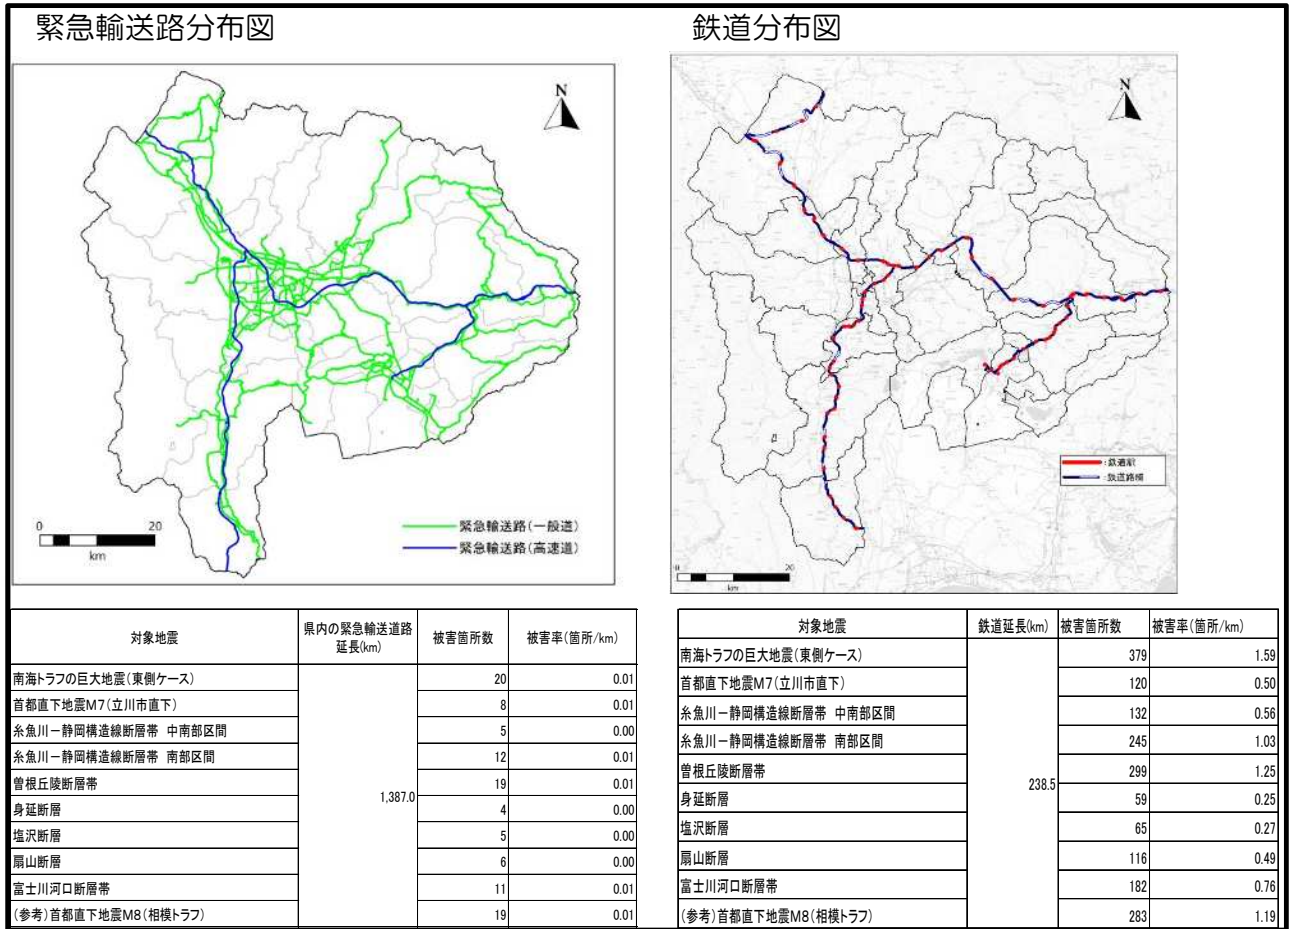 緊急輸送路分布図
鉄道分布図
N
0 20
km
緊急輸送路(一般道)
緊急輸送路(高速道)
N
:鉄道駅
0 20
km
対象地震 県内の緊急輸送道路延長(km) 被害箇所数 被害率(箇所/km)
南海トラフの巨大地震(東側ケース) 20 0.01
首都直下地震M7(立川市直下) 8 0.01
糸魚川-静岡構造線断層帯 中南部区間 5 0.00
糸魚川-静岡構造線断層帯 南部区間 12 0.01
曽根丘陵断層帯 19 0.01
1,387.0
身延断層 4 0.00
塩沢断層 5 0.00
扇山断層 6 0.00
富士川河口断層帯 11 0.01
(参考)首都直下地震M8(相模トラフ) 19 0.01
対象地震 鉄道延長(km) 被害箇所数 被害率(箇所/km)
南海トラフの巨大地震(東側ケース) 379 1.59
首都直下地震M7(立川市直下) 120 0.50
糸魚川-静岡構造線断層帯 中南部区間 132 0.56
糸魚川-静岡構造線断層帯 南部区間 245 1.03
曽根丘陵断層帯 299 1.25
238.5
身延断層 59 0.25
塩沢断層 65 0.27
扇山断層 116 0.49
富士川河口断層帯 182 0.76
(参考)首都直下地震M8(相模トラフ) 283 1.19